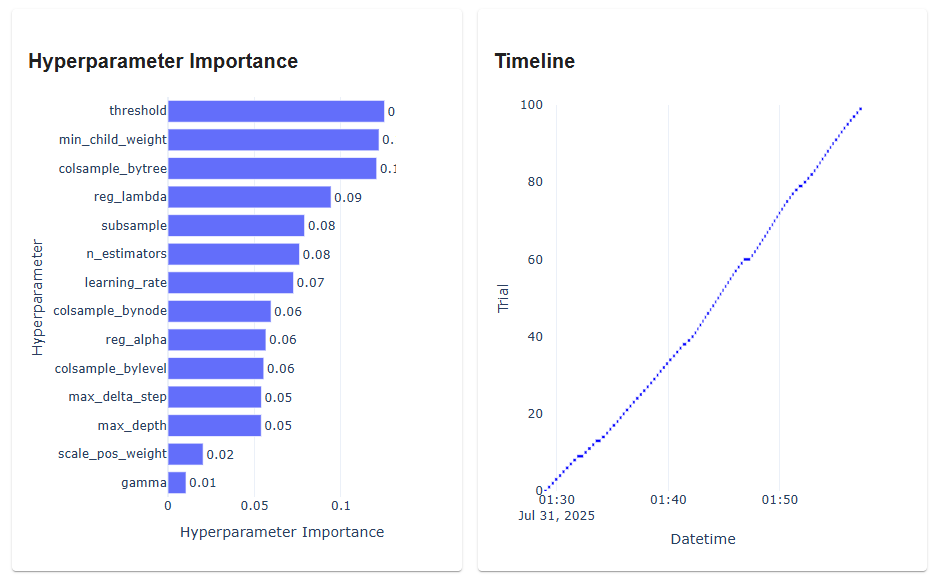 Hyperparameter Importance
Hyperparameter
threshold 0
min_child_weight 0.
colsample_bytree 0.1
reg_lambda 0.09
subsample 0.08
n_estimators 0.08
learning_rate 0.07
colsample_bynode 0.06
reg_alpha 0.06
colsample_bylevel 0.06
max_delta_step 0.05
max_depth 0.05
scale_pos_weight 0.02
gamma 0.01
0 0.05 0.1
Hyperparameter Importance
Timeline
Trial
100
80
60
40
20
0
01:30 01:40 01:50
Jul 31, 2025
Datetime